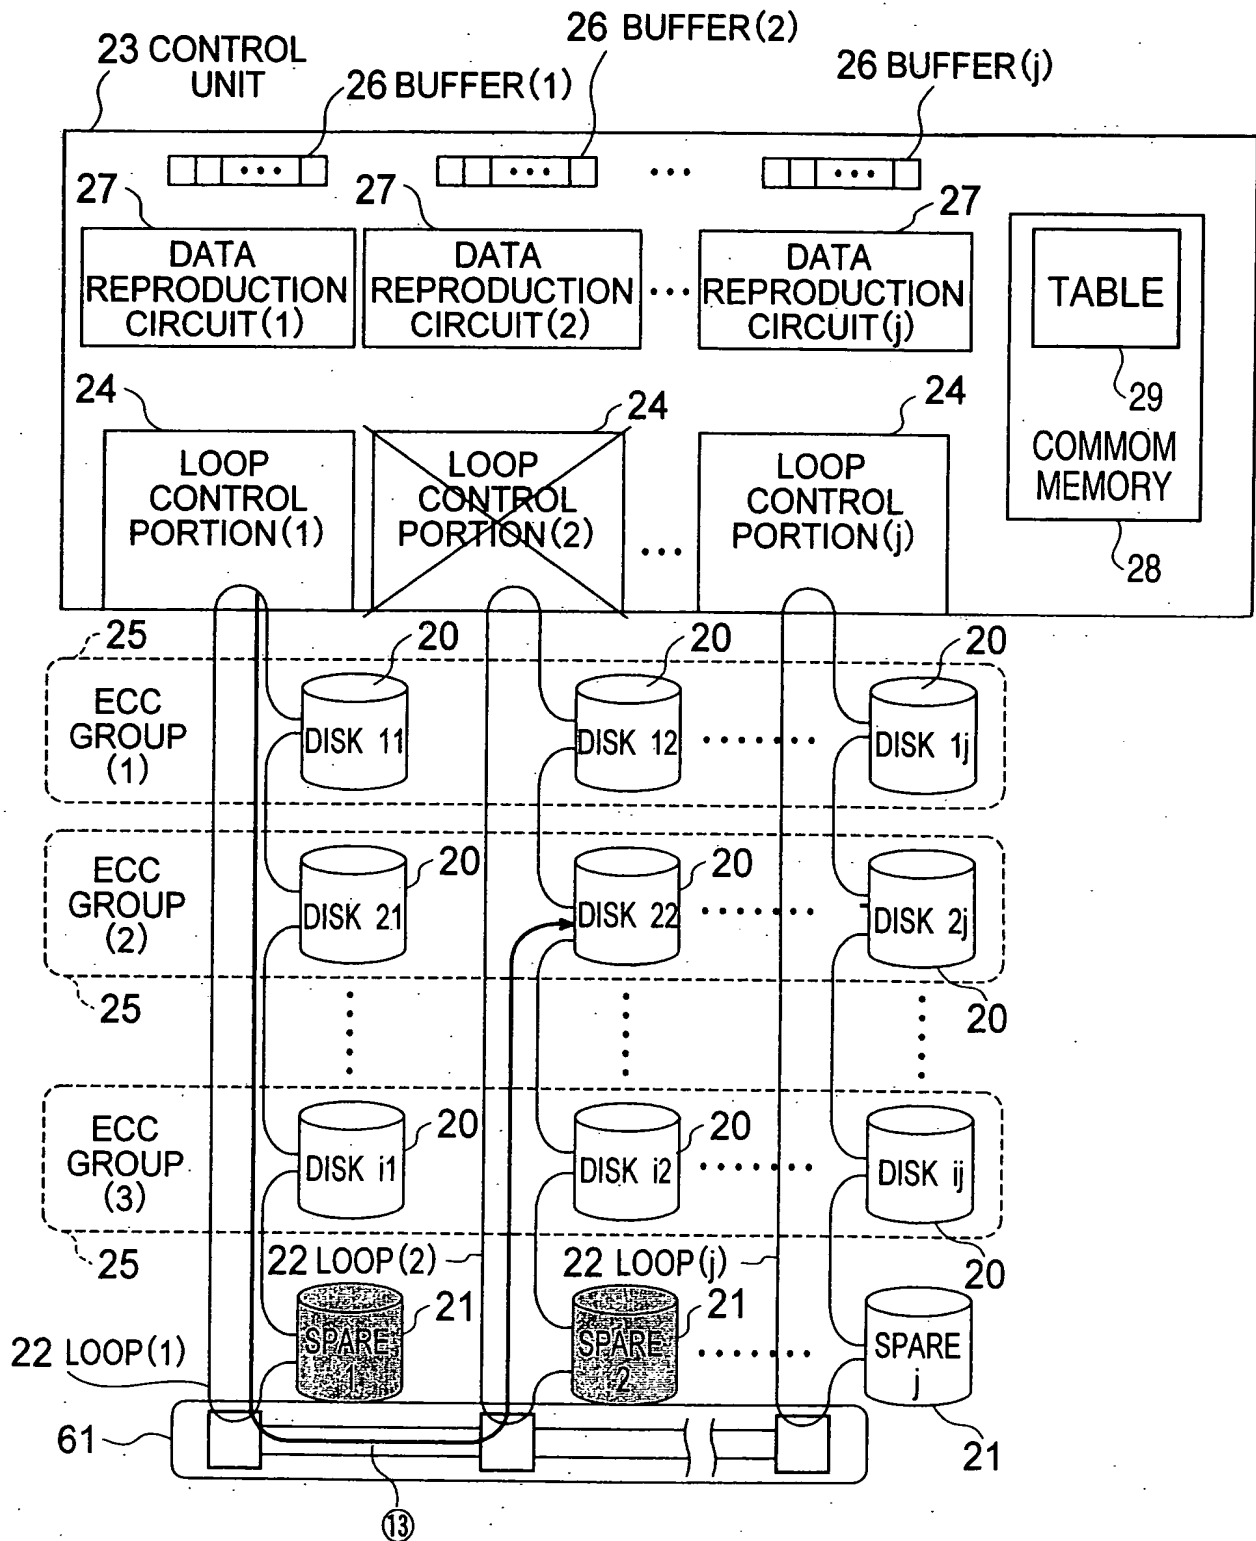 26 BUFFER(2)
23 CONTROL UNIT
26 BUFFER(1)
26 BUFFER(j)
27
27
27
DATA REPRODUCTION CIRCUIT(1)
DATA REPRODUCTION CIRCUIT(2)
DATA REPRODUCTION CIRCUIT(j)
TABLE
29
COMMOM MEMORY
28
24
24
24
LOOP CONTROL PORTION(1)
LOOP CONTROL PORTION(2)
LOOP CONTROL PORTION(j)
25
20
20
20
ECC GROUP (1)
DISK 11
DISK 12
DISK 1j
ECC GROUP (2)
20
20
DISK 21
DISK 22
DISK 2j
25
20
ECC GROUP (3)
20
20
DISK i1
DISK i2
DISK ij
25
20
22 LOOP(2)
22 LOOP(j)
22 LOOP(1)
21
21
SPARE 1
SPARE 2
SPARE j
61
21
13